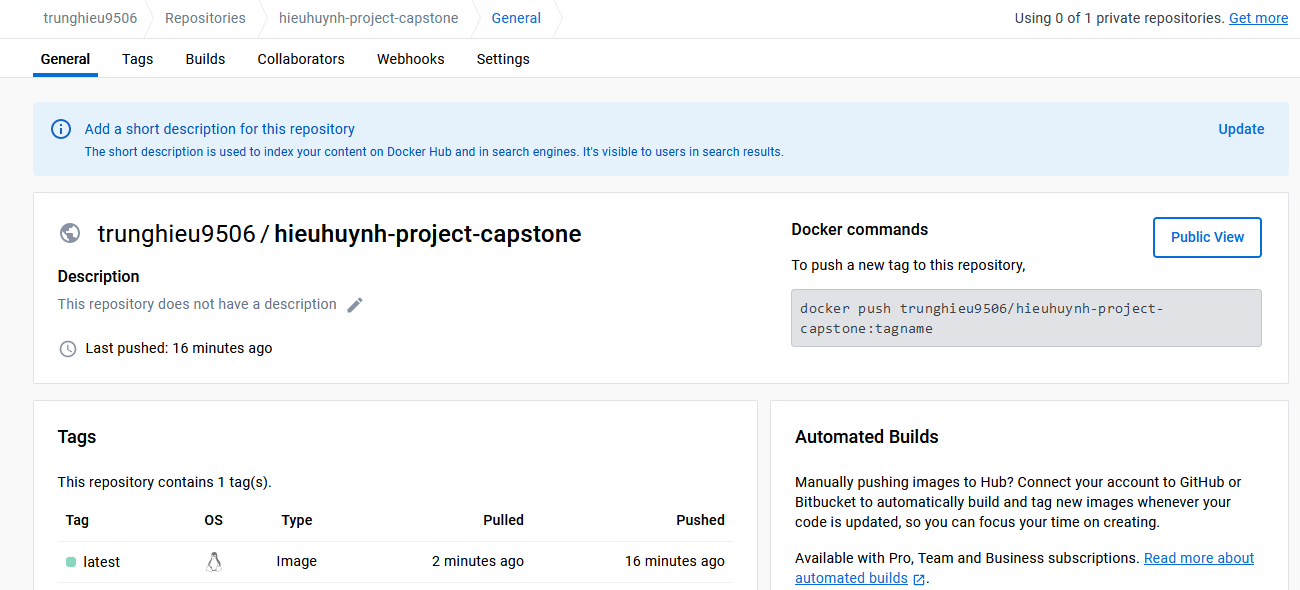 trunghieu9506 Repositories hieuhuynh-project-capstone General Using 0 of 1 private repositories. Get more
General Tags Builds Collaborators Webhooks Settings
Add a short description for this repository Update
The short description is used to index your content on Docker Hub and in search engines. It's visible to users in search results.
trunghieu9506 / hieuhuynh-project-capstone
Description
This repository does not have a description
Last pushed: 16 minutes ago
Docker commands Public View
To push a new tag to this repository,
docker push trunghieu9506/hieuhuynh-project-
capstone:tagname
Tags
This repository contains 1 tag(s).
Tag OS Type Pulled Pushed
latest Image 2 minutes ago 16 minutes ago
Automated Builds
Manually pushing images to Hub? Connect your account to GitHub or
Bitbucket to automatically build and tag new images whenever your
code is updated, so you can focus your time on creating.
Available with Pro, Team and Business subscriptions. Read more about
automated builds .